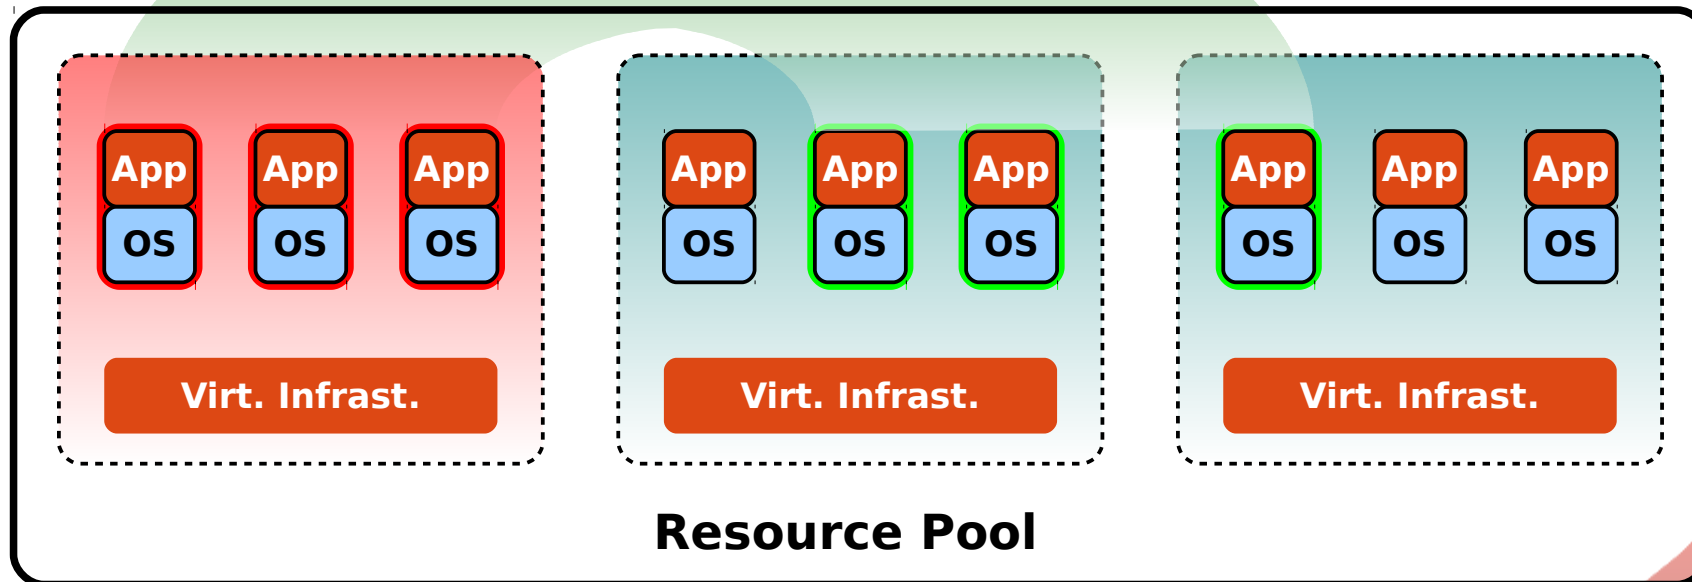 App App App App App App App App App
OS OS OS OS OS OS OS OS OS
Virt. Infrast. Virt. Infrast. Virt. Infrast.
Resource Pool